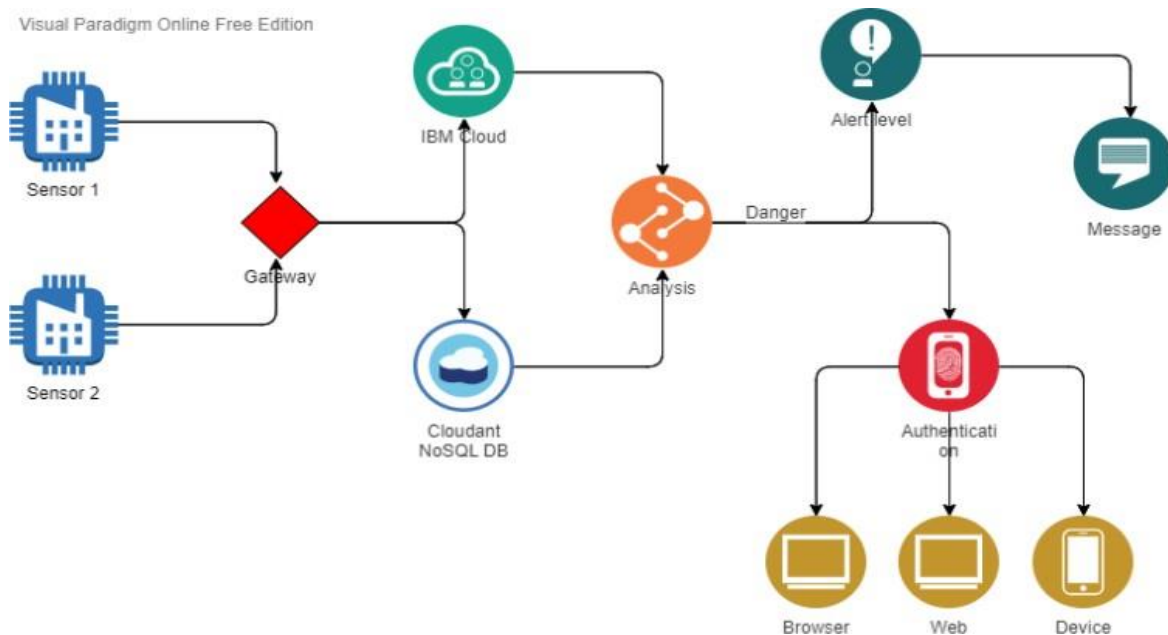 Visual Paradigm Online Free Edition
Sensor 1
Sensor 2
Gateway
IBM Cloud
Cloudant
NoSQL DB
Analysis
Danger
Alert level
Message
Authenticati
on
Browser
Web
Device